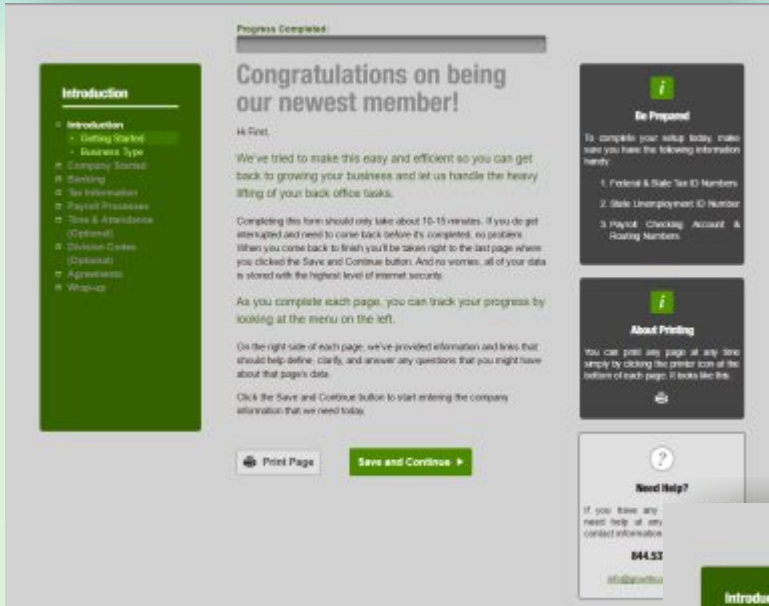 Progress Completed:
Introduction
Introduction
Getting Started
Business Type
Company Started
Banking
Tax Information
Payroll Processes
Time & Attendance
(Optional)
Division Codes
(Optional)
Agreements
Wrap-up
Congratulations on being
our newest member!
Hi First,
We've tried to make this easy and efficient so you can get
back to growing your business and let us handle the heavy
lifting of your back office tasks.
Completing this form should only take about 10-15 minutes. If you do get
interrupted and need to come back before it's completed, no problem.
When you come back to finish you'll be taken right to the last page where
you clicked the Save and Continue button. And no worries, all of your data
is stored with the highest level of internet security.
As you complete each page, you can track your progress by
looking at the menu on the left.
On the right side of each page, we've provided information and links that
should help define, clarify, and answer any questions that you might have
about that page's data.
Click the Save and Continue button to start entering the company
information that we need today.
Print Page
Save and Continue
Be Prepared
To complete your setup today, make
sure you have the following information
handy:
1. Federal & State Tax ID Numbers
2. State Unemployment ID Number
3. Payroll Checking Account &
Routing Numbers
About Printing
You can print any page at any time
simply by clicking the printer icon at the
bottom of each page. It looks like this
?
Need Help?
If you have any
need help at any
contact information
844.53
Introduc